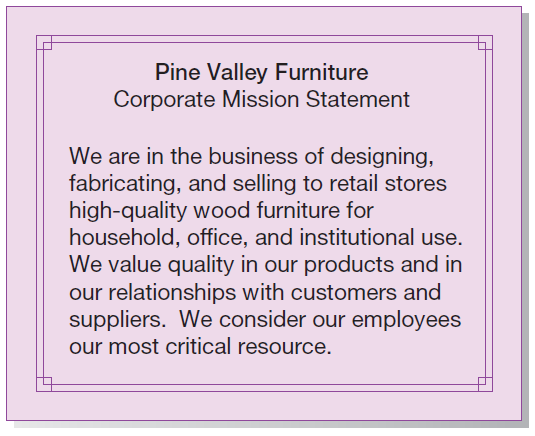 Pine Valley Furniture
Corporate Mission Statement
We are in the business of designing,
fabricating, and selling to retail stores
high-quality wood furniture for
household, office, and institutional use.
We value quality in our products and in
our relationships with customers and
suppliers.  We consider our employees
our most critical resource.